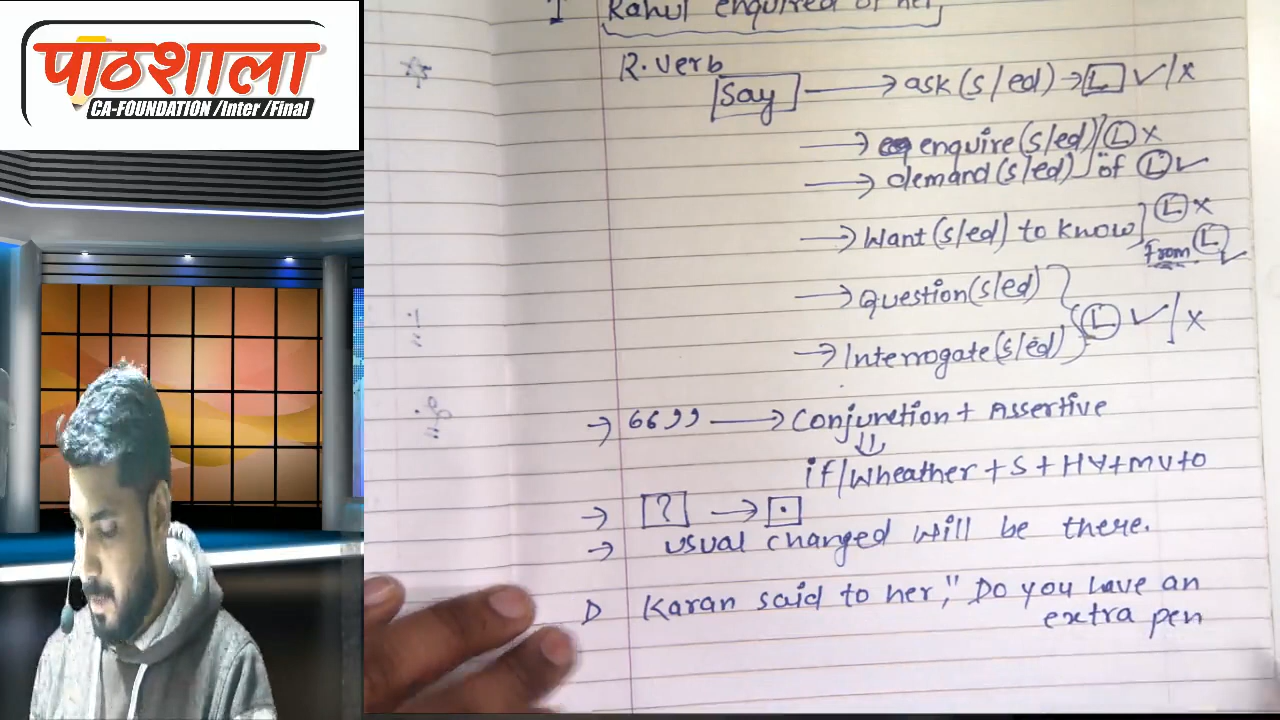 पाठशाला
CA-FOUNDATION /Inter /Final
I Rahul enquired of her
R. verb
Say → ask (s/ed) → L ✓/x
→ enquire(s/ed) L x
→ demand(s/ed) of L ✓
→ Want (s/ed) to know L x
from L ✓
→ Question(s/ed)
L ✓/x
→ Interrogate(s/ed)
→ 66 99 → Conjunction + Assertive
⇓
if/Wheather + S + HV + MV + O
→ ? → .
→ usual changed will be there.
D Karan said to her," Do you have an
extra pen